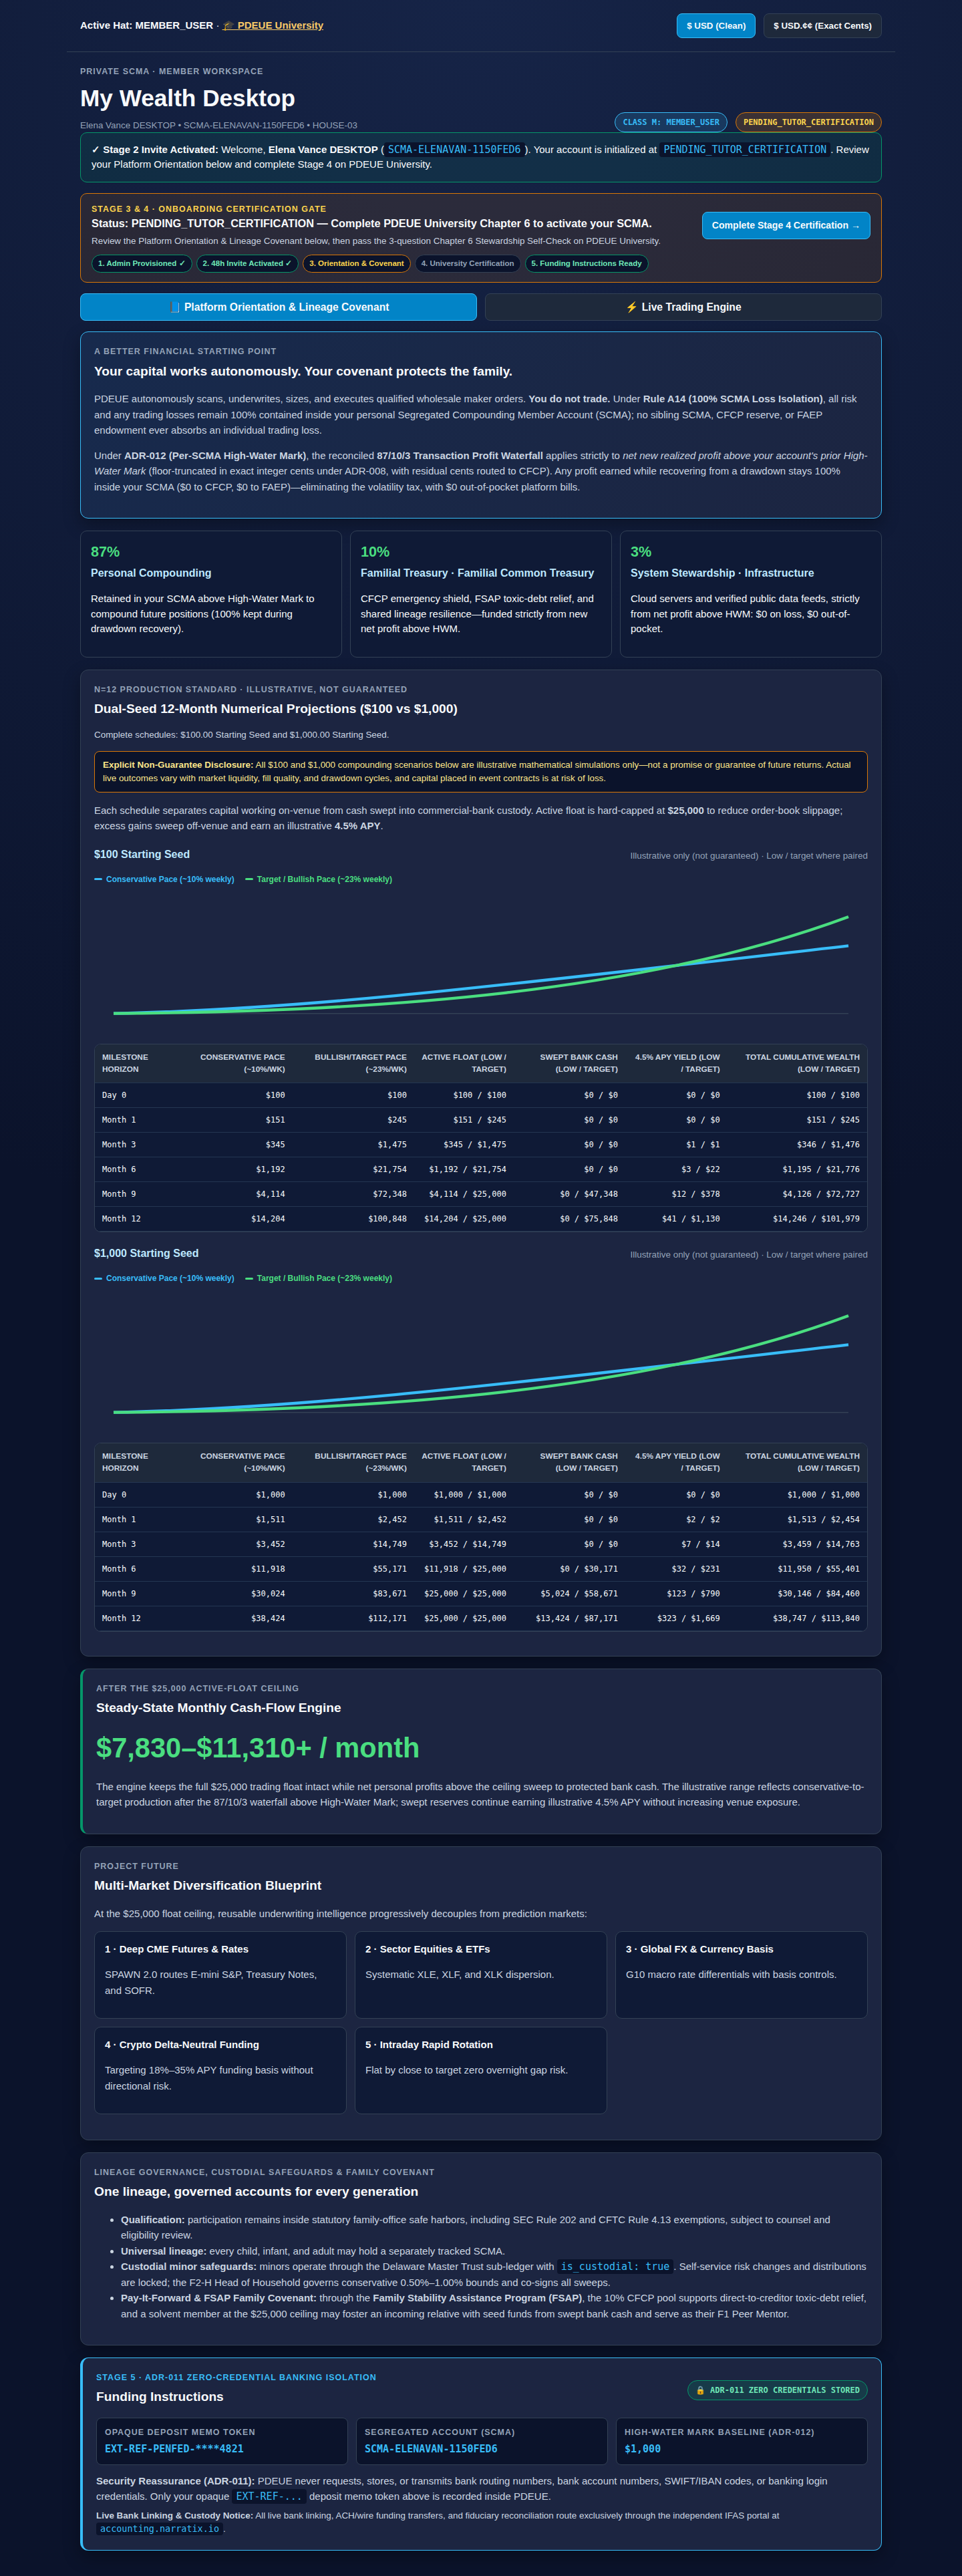 Active Hat: MEMBER_USER · 🎓 PDEUE University
$ USD (Clean)
$ USD.¢¢ (Exact Cents)
PRIVATE SCMA · MEMBER WORKSPACE
My Wealth Desktop
Elena Vance DESKTOP • SCMA-ELENAVAN-1150FED6 • HOUSE-03
CLASS M: MEMBER_USER
PENDING_TUTOR_CERTIFICATION
✓ Stage 2 Invite Activated: Welcome, Elena Vance DESKTOP ( SCMA-ELENAVAN-1150FED6 ). Your account is initialized at PENDING_TUTOR_CERTIFICATION . Review
your Platform Orientation below and complete Stage 4 on PDEUE University.
STAGE 3 & 4 · ONBOARDING CERTIFICATION GATE
Status: PENDING_TUTOR_CERTIFICATION — Complete PDEUE University Chapter 6 to activate your SCMA.
Review the Platform Orientation & Lineage Covenant below, then pass the 3-question Chapter 6 Stewardship Self-Check on PDEUE University.
Complete Stage 4 Certification →
1. Admin Provisioned ✓
2. 48h Invite Activated ✓
3. Orientation & Covenant
4. University Certification
5. Funding Instructions Ready
📘 Platform Orientation & Lineage Covenant
⚡ Live Trading Engine
A BETTER FINANCIAL STARTING POINT
Your capital works autonomously. Your covenant protects the family.
PDEUE autonomously scans, underwrites, sizes, and executes qualified wholesale maker orders. You do not trade. Under Rule A14 (100% SCMA Loss Isolation), all risk
and any trading losses remain 100% contained inside your personal Segregated Compounding Member Account (SCMA); no sibling SCMA, CFCP reserve, or FAEP
endowment ever absorbs an individual trading loss.
Under ADR-012 (Per-SCMA High-Water Mark), the reconciled 87/10/3 Transaction Profit Waterfall applies strictly to net new realized profit above your account's prior High-
Water Mark (floor-truncated in exact integer cents under ADR-008, with residual cents routed to CFCP). Any profit earned while recovering from a drawdown stays 100%
inside your SCMA ($0 to CFCP, $0 to FAEP)—eliminating the volatility tax, with $0 out-of-pocket platform bills.
87%
Personal Compounding
Retained in your SCMA above High-Water Mark to
compound future positions (100% kept during
drawdown recovery).
10%
Familial Treasury · Familial Common Treasury
CFCP emergency shield, FSAP toxic-debt relief, and
shared lineage resilience—funded strictly from new
net profit above HWM.
3%
System Stewardship · Infrastructure
Cloud servers and verified public data feeds, strictly
from net profit above HWM: $0 on loss, $0 out-of-
pocket.
N=12 PRODUCTION STANDARD · ILLUSTRATIVE, NOT GUARANTEED
Dual-Seed 12-Month Numerical Projections ($100 vs $1,000)
Complete schedules: $100.00 Starting Seed and $1,000.00 Starting Seed.
Explicit Non-Guarantee Disclosure: All $100 and $1,000 compounding scenarios below are illustrative mathematical simulations only—not a promise or guarantee of future returns. Actual
live outcomes vary with market liquidity, fill quality, and drawdown cycles, and capital placed in event contracts is at risk of loss.
Each schedule separates capital working on-venue from cash swept into commercial-bank custody. Active float is hard-capped at $25,000 to reduce order-book slippage;
excess gains sweep off-venue and earn an illustrative 4.5% APY.
$100 Starting Seed
Illustrative only (not guaranteed) · Low / target where paired
Conservative Pace (~10% weekly)
Target / Bullish Pace (~23% weekly)
MILESTONE HORIZON | CONSERVATIVE PACE (~10%/WK) | BULLISH/TARGET PACE (~23%/WK) | ACTIVE FLOAT (LOW / TARGET) | SWEPT BANK CASH (LOW / TARGET) | 4.5% APY YIELD (LOW / TARGET) | TOTAL CUMULATIVE WEALTH (LOW / TARGET)
Day 0 $100 $100 $100 / $100 $0 / $0 $0 / $0 $100 / $100
Month 1 $151 $245 $151 / $245 $0 / $0 $0 / $0 $151 / $245
Month 3 $345 $1,475 $345 / $1,475 $0 / $0 $1 / $1 $346 / $1,476
Month 6 $1,192 $21,754 $1,192 / $21,754 $0 / $0 $3 / $22 $1,195 / $21,776
Month 9 $4,114 $72,348 $4,114 / $25,000 $0 / $47,348 $12 / $378 $4,126 / $72,727
Month 12 $14,204 $100,848 $14,204 / $25,000 $0 / $75,848 $41 / $1,130 $14,246 / $101,979
$1,000 Starting Seed
Illustrative only (not guaranteed) · Low / target where paired
Conservative Pace (~10% weekly)
Target / Bullish Pace (~23% weekly)
MILESTONE HORIZON | CONSERVATIVE PACE (~10%/WK) | BULLISH/TARGET PACE (~23%/WK) | ACTIVE FLOAT (LOW / TARGET) | SWEPT BANK CASH (LOW / TARGET) | 4.5% APY YIELD (LOW / TARGET) | TOTAL CUMULATIVE WEALTH (LOW / TARGET)
Day 0 $1,000 $1,000 $1,000 / $1,000 $0 / $0 $0 / $0 $1,000 / $1,000
Month 1 $1,511 $2,452 $1,511 / $2,452 $0 / $0 $2 / $2 $1,513 / $2,454
Month 3 $3,452 $14,749 $3,452 / $14,749 $0 / $0 $7 / $14 $3,459 / $14,763
Month 6 $11,918 $55,171 $11,918 / $25,000 $0 / $30,171 $32 / $231 $11,950 / $55,401
Month 9 $30,024 $83,671 $25,000 / $25,000 $5,024 / $58,671 $123 / $790 $30,146 / $84,460
Month 12 $38,424 $112,171 $25,000 / $25,000 $13,424 / $87,171 $323 / $1,669 $38,747 / $113,840
AFTER THE $25,000 ACTIVE-FLOAT CEILING
Steady-State Monthly Cash-Flow Engine
$7,830–$11,310+ / month
The engine keeps the full $25,000 trading float intact while net personal profits above the ceiling sweep to protected bank cash. The illustrative range reflects conservative-to-
target production after the 87/10/3 waterfall above High-Water Mark; swept reserves continue earning illustrative 4.5% APY without increasing venue exposure.
PROJECT FUTURE
Multi-Market Diversification Blueprint
At the $25,000 float ceiling, reusable underwriting intelligence progressively decouples from prediction markets:
1 · Deep CME Futures & Rates
SPAWN 2.0 routes E-mini S&P, Treasury Notes,
and SOFR.
2 · Sector Equities & ETFs
Systematic XLE, XLF, and XLK dispersion.
3 · Global FX & Currency Basis
G10 macro rate differentials with basis controls.
4 · Crypto Delta-Neutral Funding
Targeting 18%–35% APY funding basis without
directional risk.
5 · Intraday Rapid Rotation
Flat by close to target zero overnight gap risk.
LINEAGE GOVERNANCE, CUSTODIAL SAFEGUARDS & FAMILY COVENANT
One lineage, governed accounts for every generation
• Qualification: participation remains inside statutory family-office safe harbors, including SEC Rule 202 and CFTC Rule 4.13 exemptions, subject to counsel and
eligibility review.
• Universal lineage: every child, infant, and adult may hold a separately tracked SCMA.
• Custodial minor safeguards: minors operate through the Delaware Master Trust sub-ledger with is_custodial: true . Self-service risk changes and distributions
are locked; the F2-H Head of Household governs conservative 0.50%–1.00% bounds and co-signs all sweeps.
• Pay-It-Forward & FSAP Family Covenant: through the Family Stability Assistance Program (FSAP), the 10% CFCP pool supports direct-to-creditor toxic-debt relief,
and a solvent member at the $25,000 ceiling may foster an incoming relative with seed funds from swept bank cash and serve as their F1 Peer Mentor.
STAGE 5 · ADR-011 ZERO-CREDENTIAL BANKING ISOLATION
Funding Instructions
🔒 ADR-011 ZERO CREDENTIALS STORED
OPAQUE DEPOSIT MEMO TOKEN
EXT-REF-PENFED-****4821
SEGREGATED ACCOUNT (SCMA)
SCMA-ELENAVAN-1150FED6
HIGH-WATER MARK BASELINE (ADR-012)
$1,000
Security Reassurance (ADR-011): PDEUE never requests, stores, or transmits bank routing numbers, bank account numbers, SWIFT/IBAN codes, or banking login
credentials. Only your opaque EXT-REF-... deposit memo token above is recorded inside PDEUE.
Live Bank Linking & Custody Notice: All live bank linking, ACH/wire funding transfers, and fiduciary reconciliation route exclusively through the independent IFAS portal at
accounting.narratix.io .